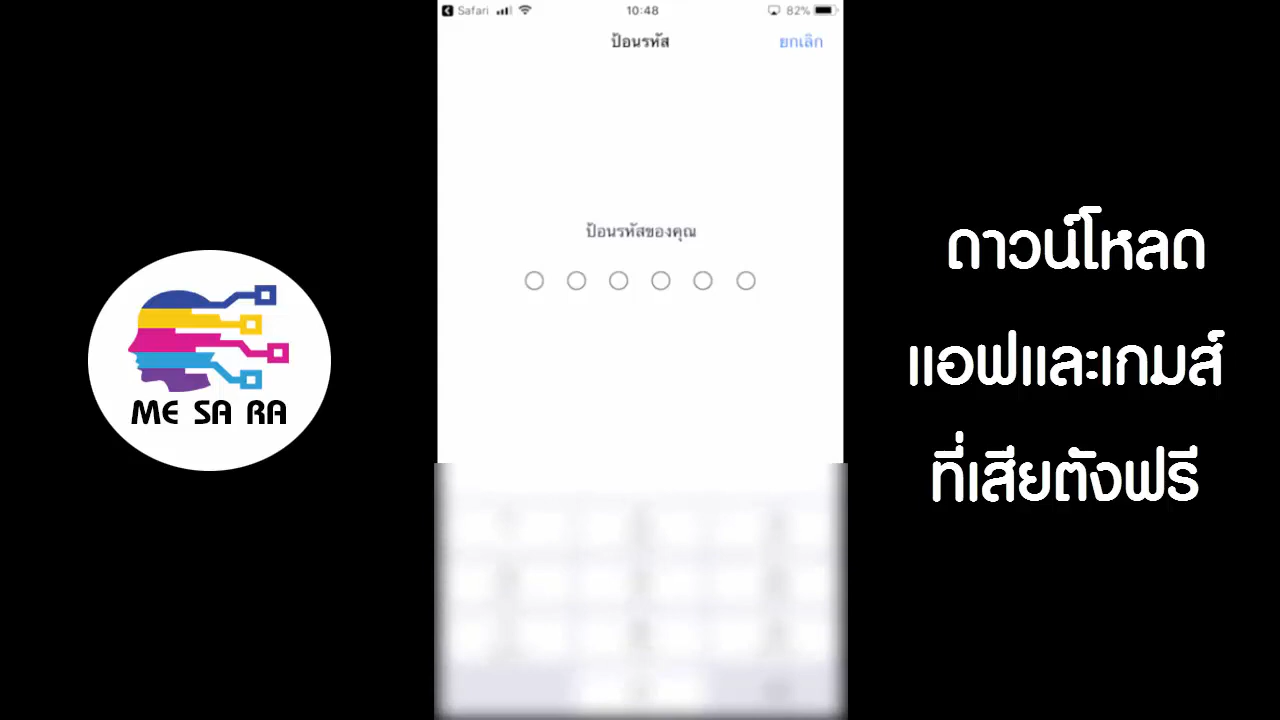 Safari
10:48
82%
ป้อนรหัส
ยกเลิก
ป้อนรหัสของคุณ
ME SA RA
ดาวน์โหลด
แอฟและเกมส์
ที่เสียตังฟรี